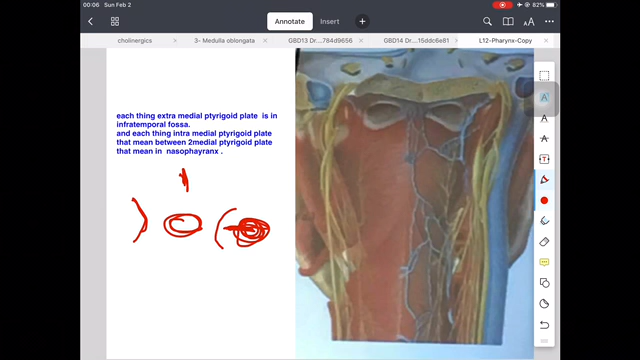 00:06 Sun Feb 2
82%
Annotate Insert
cholinergics
3- Medulla oblongata
GBD13 Dr....784d9656
GBD14 Dr....15ddc6e81
L12-Pharynx-Copy
each thing extra medial ptyrigoid plate is in
infratemporal fossa.
and each thing intra medial ptyrigoid plate
that mean between 2medial ptyrigoid plate
that mean in nasophayranx .